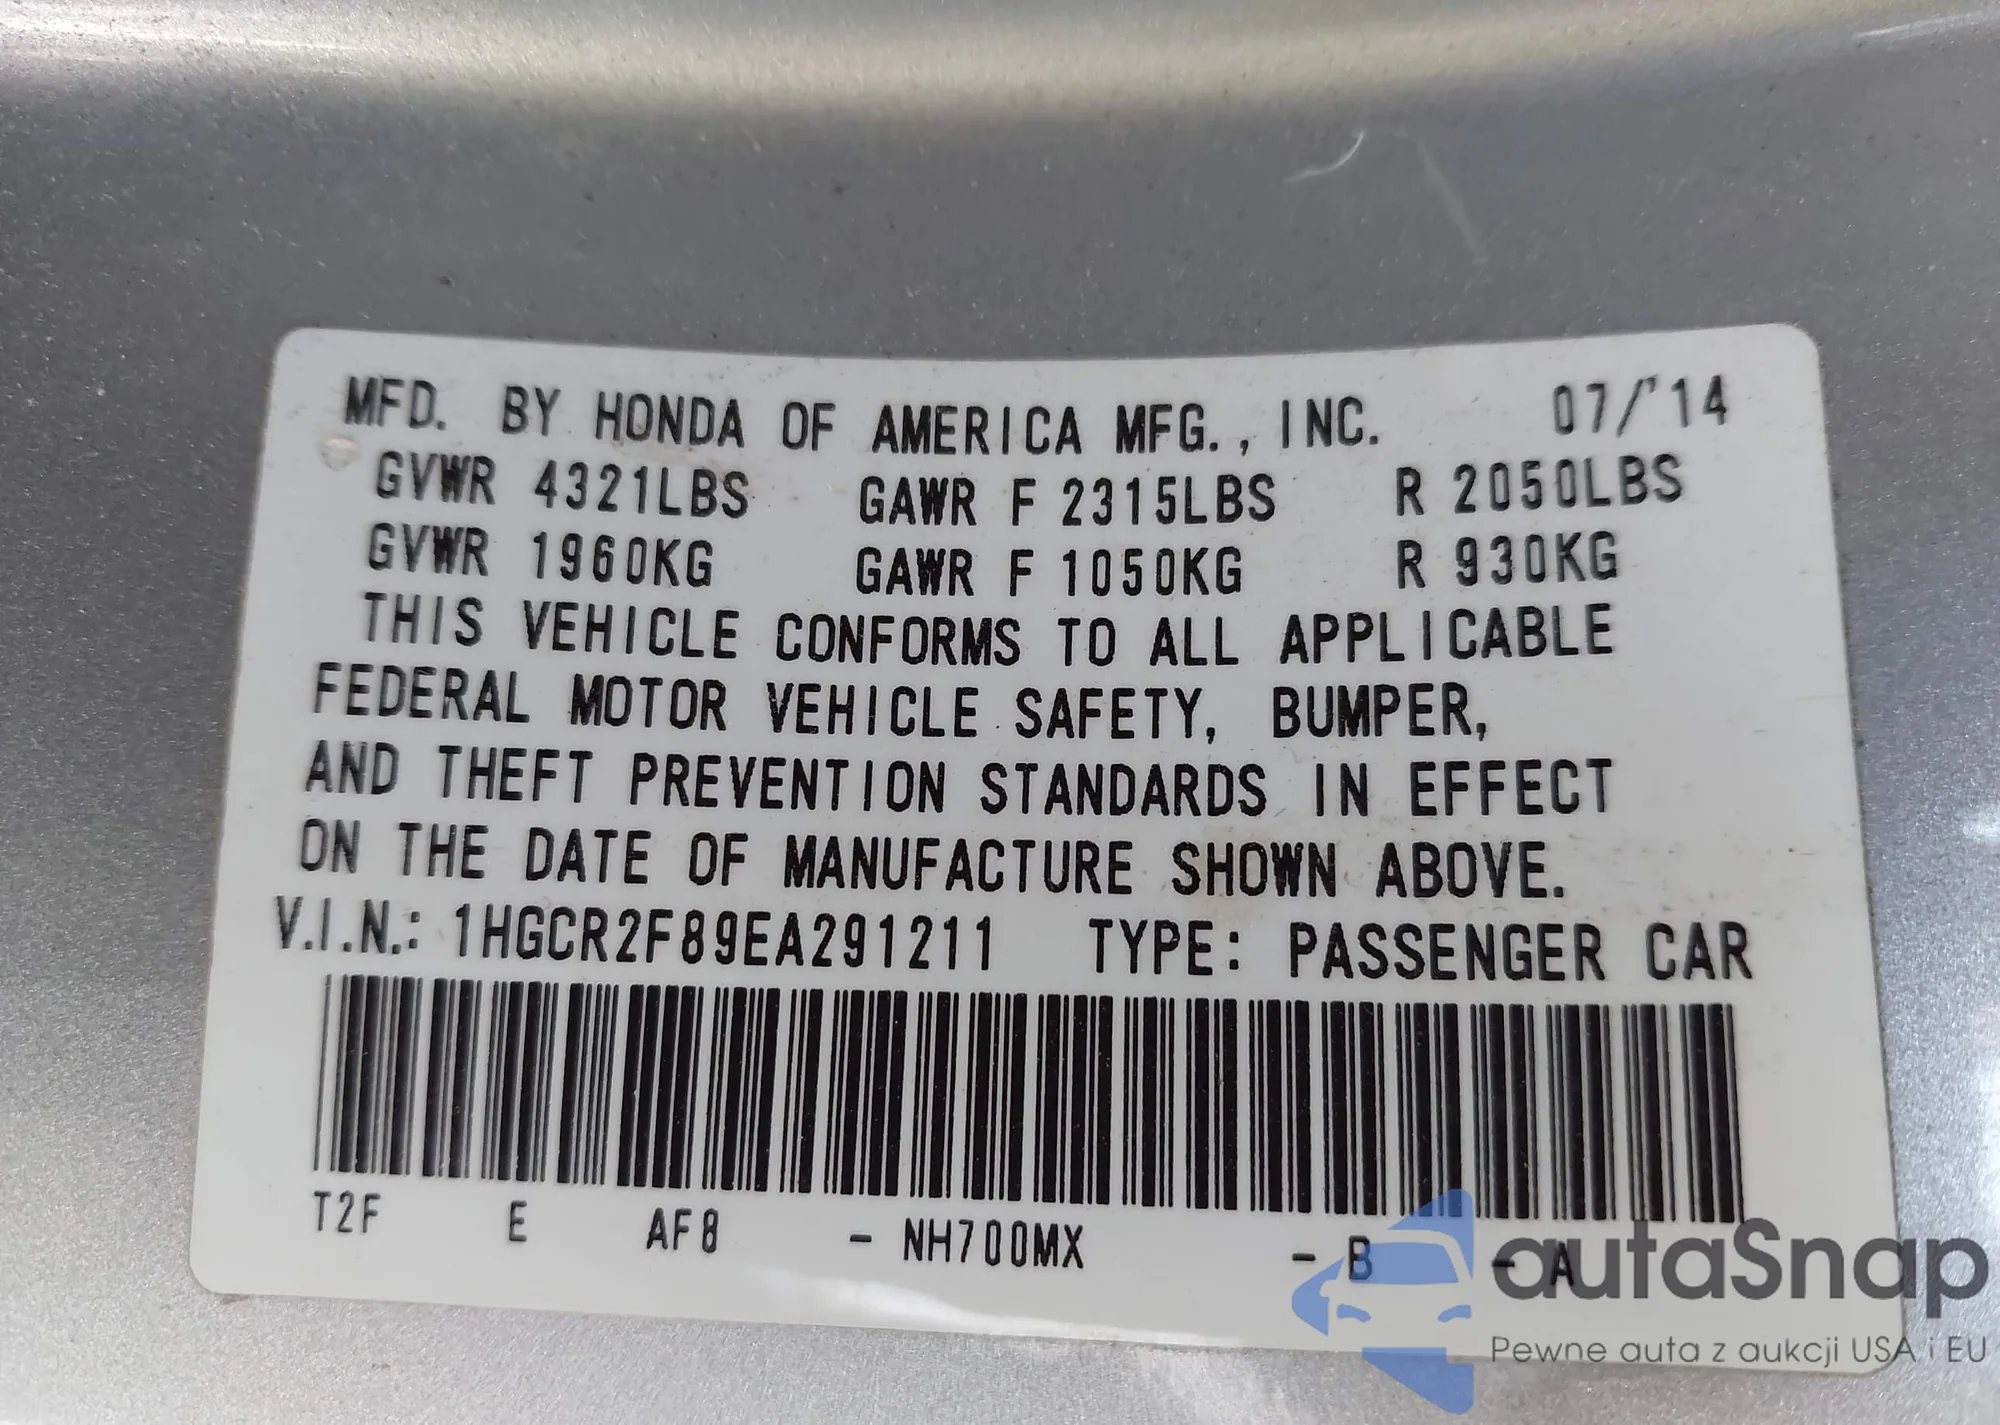 MFD. BY HONDA OF AMERICA MFG., INC. 07/'14
GVWR 4321LBS GAWR F 2315LBS R 2050LBS
GVWR 1960KG GAWR F 1050KG R 930KG
THIS VEHICLE CONFORMS TO ALL APPLICABLE
FEDERAL MOTOR VEHICLE SAFETY, BUMPER,
AND THEFT PREVENTION STANDARDS IN EFFECT
ON THE DATE OF MANUFACTURE SHOWN ABOVE.
V.I.N.: 1HGCR2F89EA291211 TYPE: PASSENGER CAR
T2F E AF8 - NH700MX - B - A
autaSnap
Pewne auta z aukcji USA i EU